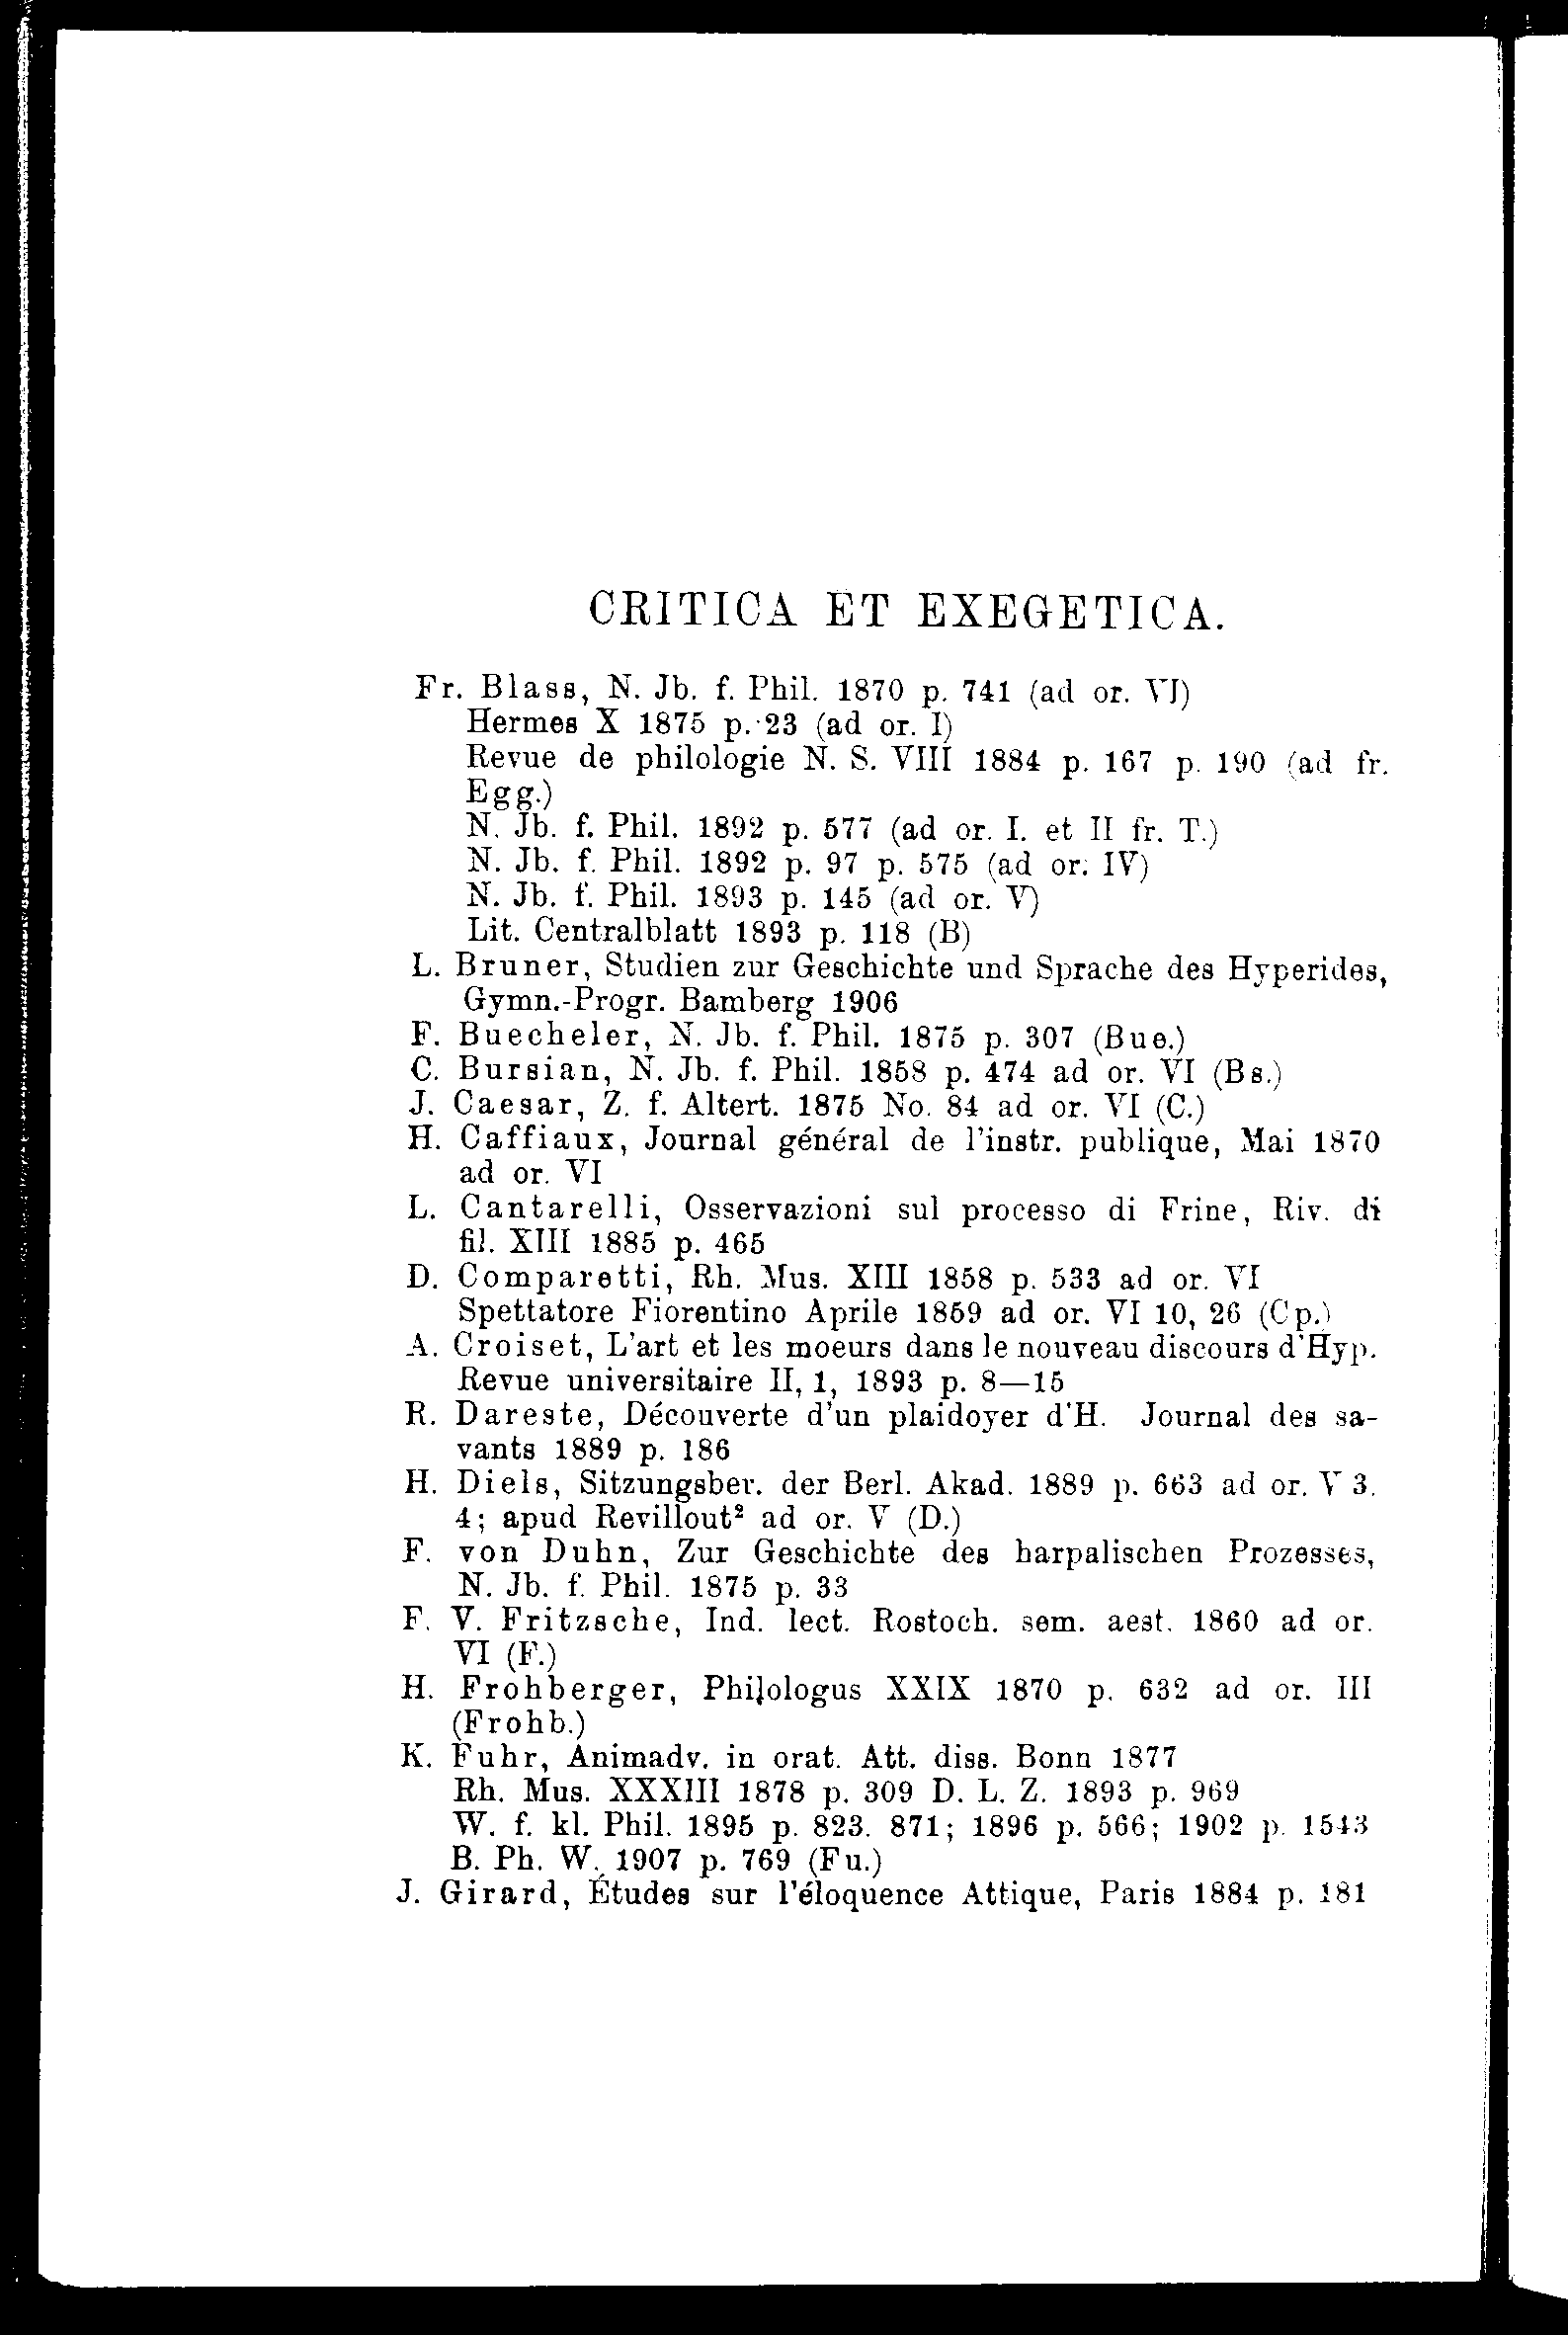 CRITICA ET EXEGETICA.
Fr. Blass, N. Jb. f. Phil. 1870 p. 741 (ad or. VI)
Hermes X 1875 p. 23 (ad or. I)
Revue de philologie N. S. VIII 1884 p. 167 p. 190 (ad fr.
Egg.)
N. Jb. f. Phil. 1892 p. 577 (ad or. I. et II fr. T.)
N. Jb. f. Phil. 1892 p. 97 p. 575 (ad or. IV)
N. Jb. f. Phil. 1893 p. 145 (ad or. V)
Lit. Centralblatt 1893 p. 118 (B)
L. Bruner, Studien zur Geschichte und Sprache des Hyperides,
Gymn.-Progr. Bamberg 1906
F. Buecheler, N. Jb. f. Phil. 1875 p. 307 (Bue.)
C. Bursian, N. Jb. f. Phil. 1858 p. 474 ad or. VI (Bs.)
J. Caesar, Z. f. Altert. 1875 No. 84 ad or. VI (C.)
H. Caffiaux, Journal général de l'instr. publique, Mai 1870
ad or. VI
L. Cantarelli, Osservazioni sul processo di Frine, Riv. di
fil. XIII 1885 p. 465
D. Comparetti, Rh. Mus. XIII 1858 p. 533 ad or. VI
Spettatore Fiorentino Aprile 1859 ad or. VI 10, 26 (Cp.)
A. Croiset, L'art et les moeurs dans le nouveau discours d'Hyp.
Revue universitaire II, 1, 1893 p. 8—15
R. Dareste, Découverte d'un plaidoyer d'H. Journal des sa-
vants 1889 p. 186
H. Diels, Sitzungsber. der Berl. Akad. 1889 p. 663 ad or. V 3.
4; apud Revillout² ad or. V (D.)
F. von Duhn, Zur Geschichte des harpalischen Prozesses,
N. Jb. f. Phil. 1875 p. 33
F. V. Fritzsche, Ind. lect. Rostoch. sem. aest. 1860 ad or.
VI (F.)
H. Frohberger, Philologus XXIX 1870 p. 632 ad or. III
(Frohb.)
K. Fuhr, Animadv. in orat. Att. diss. Bonn 1877
Rh. Mus. XXXIII 1878 p. 309 D. L. Z. 1893 p. 969
W. f. kl. Phil. 1895 p. 823. 871; 1896 p. 566; 1902 p. 1543
B. Ph. W. 1907 p. 769 (Fu.)
J. Girard, Études sur l'éloquence Attique, Paris 1884 p. 181